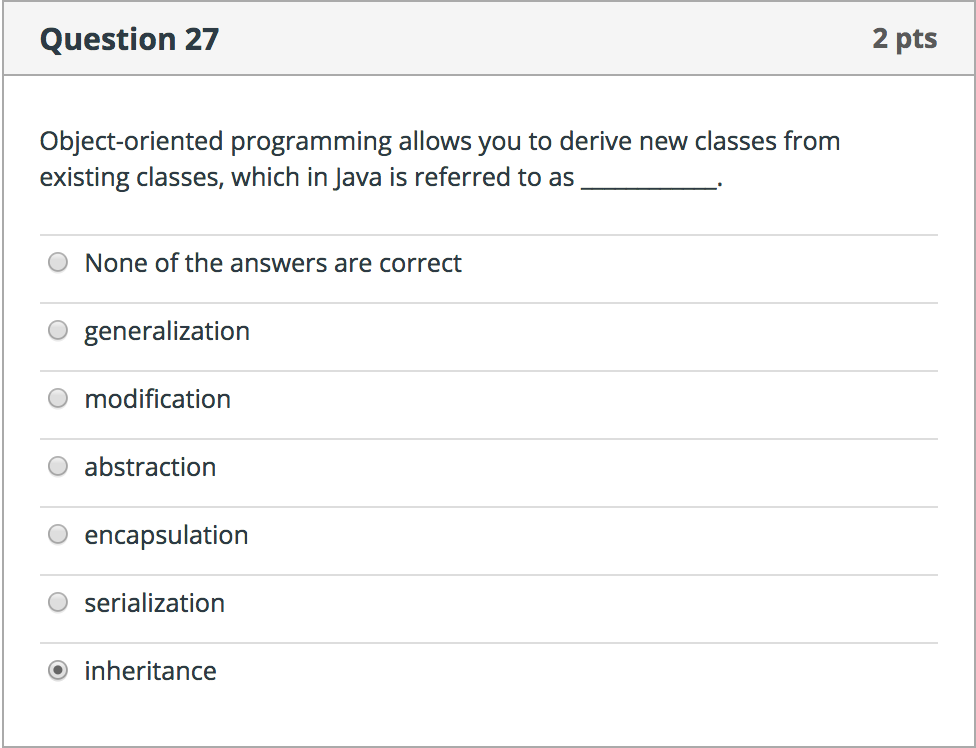 Question 27
2 pts
Object-oriented programming allows you to derive new classes from
existing classes, which in Java is referred to as ____________.
None of the answers are correct
generalization
modification
abstraction
encapsulation
serialization
inheritance